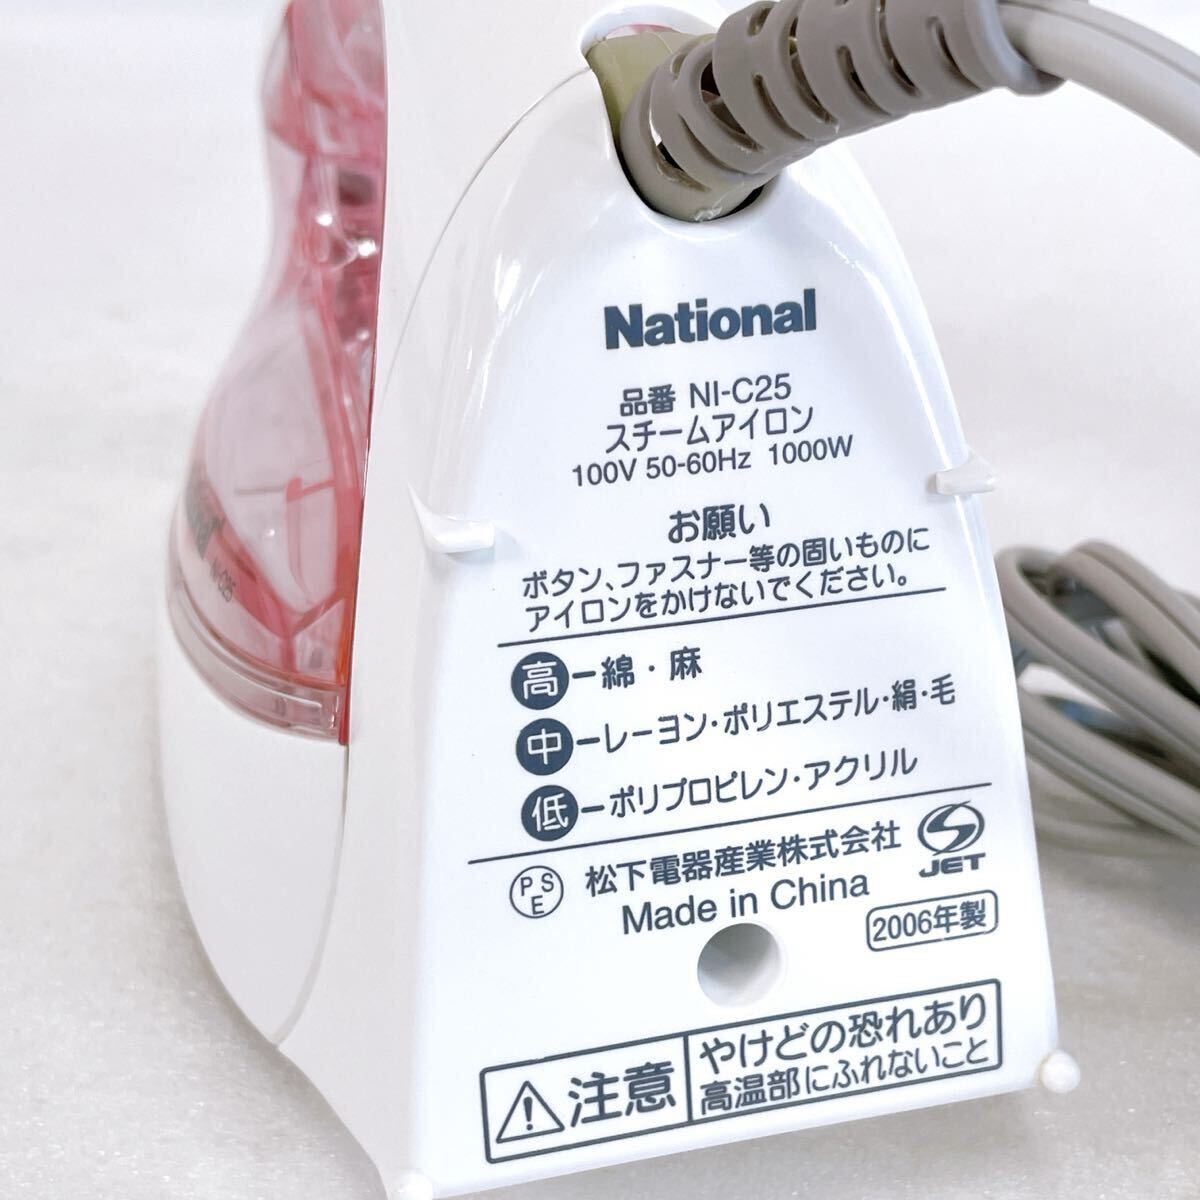 National
品番 NI-C25
スチームアイロン
100V 50-60Hz 1000W
お願い
ボタン、ファスナー等の固いものに
アイロンをかけないでください。
高ー綿・麻
中ーレーヨン・ポリエステル・絹・毛
低ーポリプロピレン・アクリル
PSE 松下電器産業株式会社 JET
Made in China
2006年製
注意
やけどの恐れあり
高温部にふれないこと
NI-C25